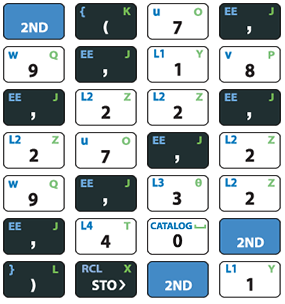 2ND { K ( u O 7 EE J ,
w Q 9 EE J , L1 Y 1 v P 8
EE J , L2 Z 2 L2 Z 2 EE J ,
L2 Z 2 u O 7 EE J , L2 Z 2
w Q 9 EE J , L3 θ 3 L2 Z 2
EE J , L4 T 4 CATALOG ⎵ 0 2ND
} L ) RCL X STO> 2ND L1 Y 1